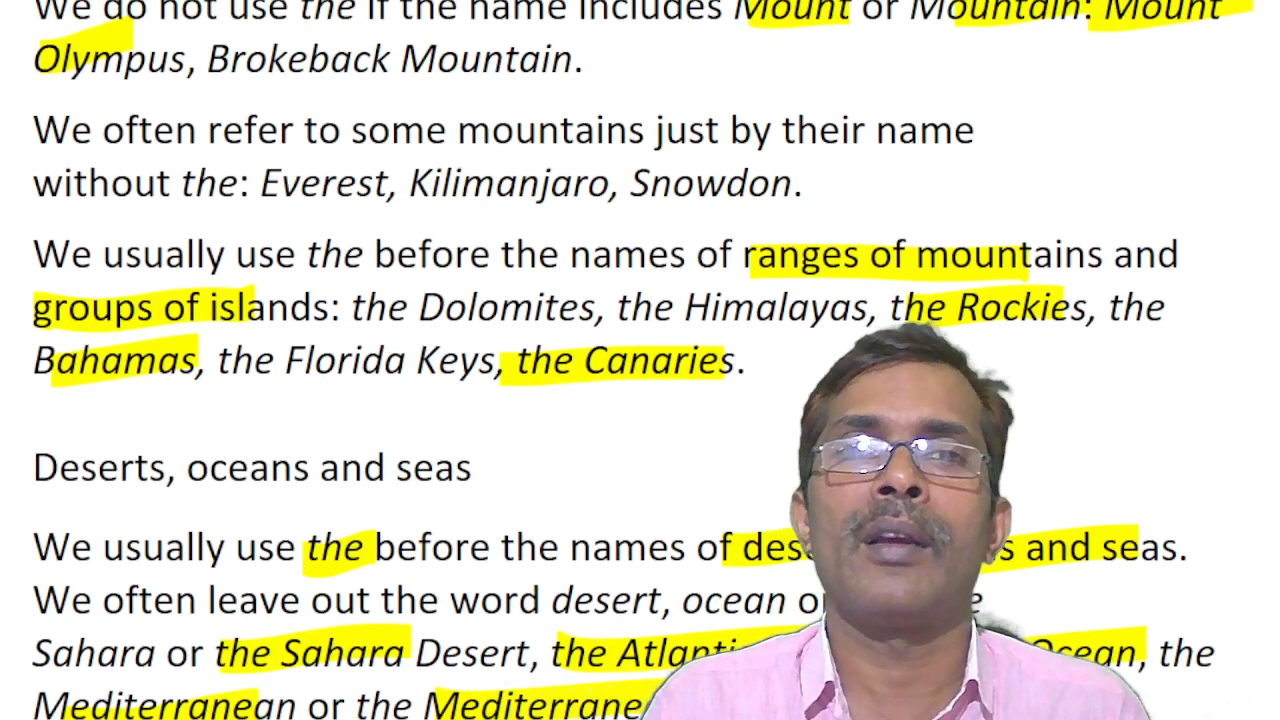 We do not use the if the name includes Mount or Mountain: Mount
Olympus, Brokeback Mountain.
We often refer to some mountains just by their name
without the: Everest, Kilimanjaro, Snowdon.
We usually use the before the names of ranges of mountains and
groups of islands: the Dolomites, the Himalayas, the Rockies, the
Bahamas, the Florida Keys, the Canaries.
Deserts, oceans and seas
We usually use the before the names of and seas.
We often leave out the word desert, ocean
Sahara or the Sahara Desert, the Ocean, the
Mediterranean or the